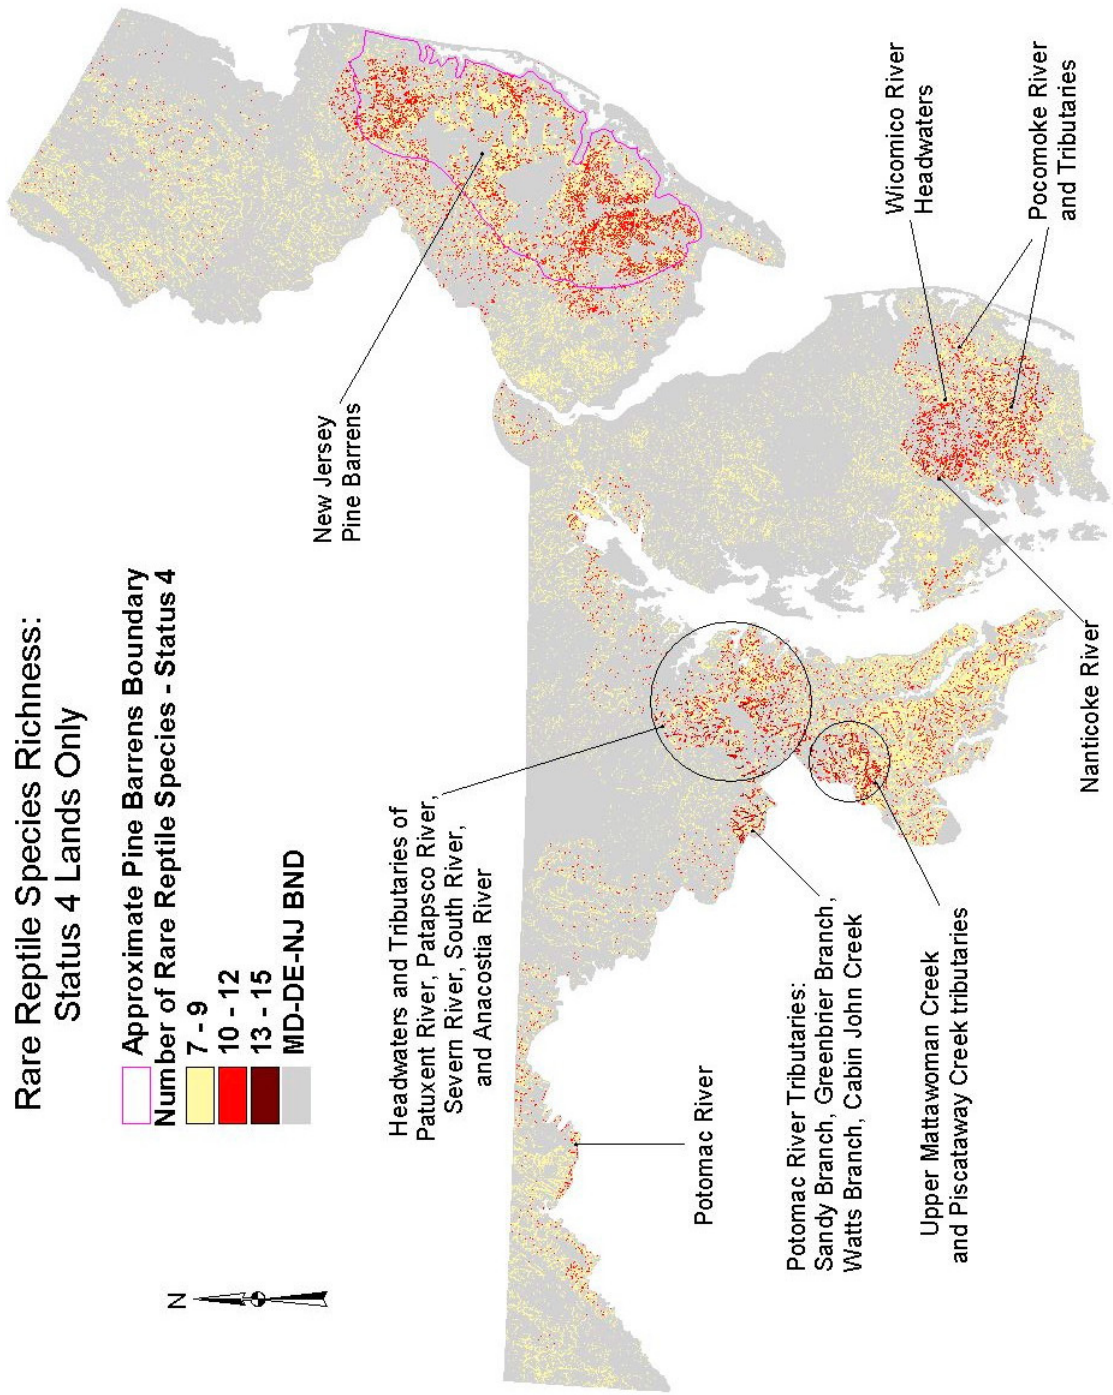 Rare Reptile Species Richness:
Status 4 Lands Only
Approximate Pine Barrens Boundary
Number of Rare Reptile Species - Status 4
7 - 9
10 - 12
13 - 15
MD-DE-NJ BND
N
New Jersey
Pine Barrens
Headwaters and Tributaries of
Patuxent River, Patapsco River,
Severn River, South River,
and Anacostia River
Potomac River
Potomac River Tributaries:
Sandy Branch, Greenbrier Branch,
Watts Branch, Cabin John Creek
Upper Mattawoman Creek
and Piscataway Creek tributaries
Nanticoke River
Wicomico River
Headwaters
Pocomoke River
and Tributaries